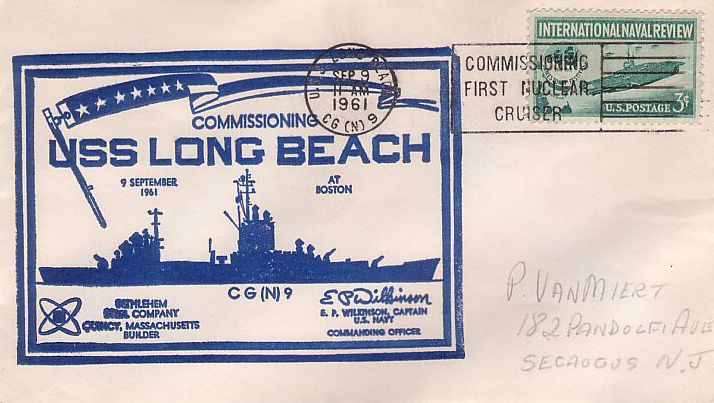 INTERNATIONAL NAVAL REVIEW
U.S. POSTAGE 3¢
SEP 9
11 AM
1961
CG (N) 9
COMMISSIONING
FIRST NUCLEAR
CRUISER
COMMISSIONING
USS LONG BEACH
9 SEPTEMBER
1961
AT
BOSTON
CG(N)9
BETHLEHEM
STEEL COMPANY
QUINCY, MASSACHUSETTS
BUILDER
E P Wilkinson
E. P. WILKINSON, CAPTAIN
U.S. NAVY
COMMANDING OFFICER
P. VANMIERT
182 PANDOLFI AVE
SECAUGUS N.J